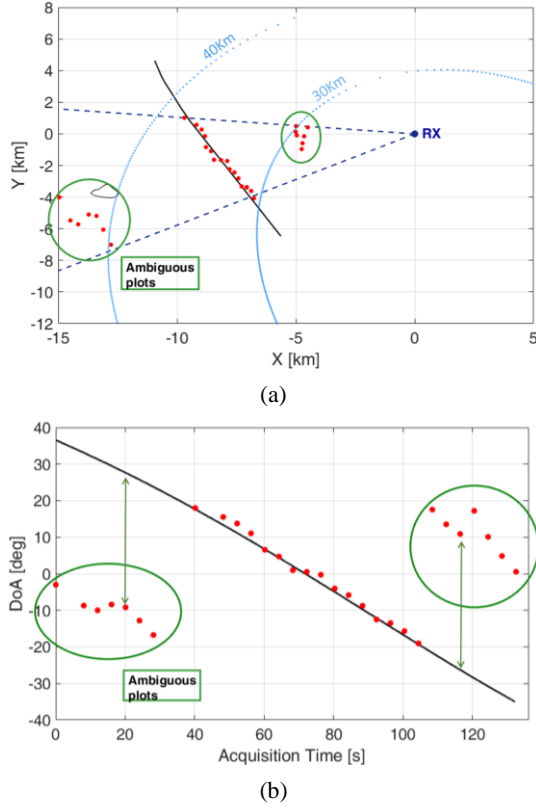 8
6
4
2
0
-2
-4
-6
-8
-10
-12
Y [km]
40Km
30Km
RX
Ambiguous
plots
-15
-10
-5
0
5
X [km]
(a)
40
30
20
10
0
-10
-20
-30
-40
DoA [deg]
Ambiguous
plots
0
20
40
60
80
100
120
Acquisition Time [s]
(b)